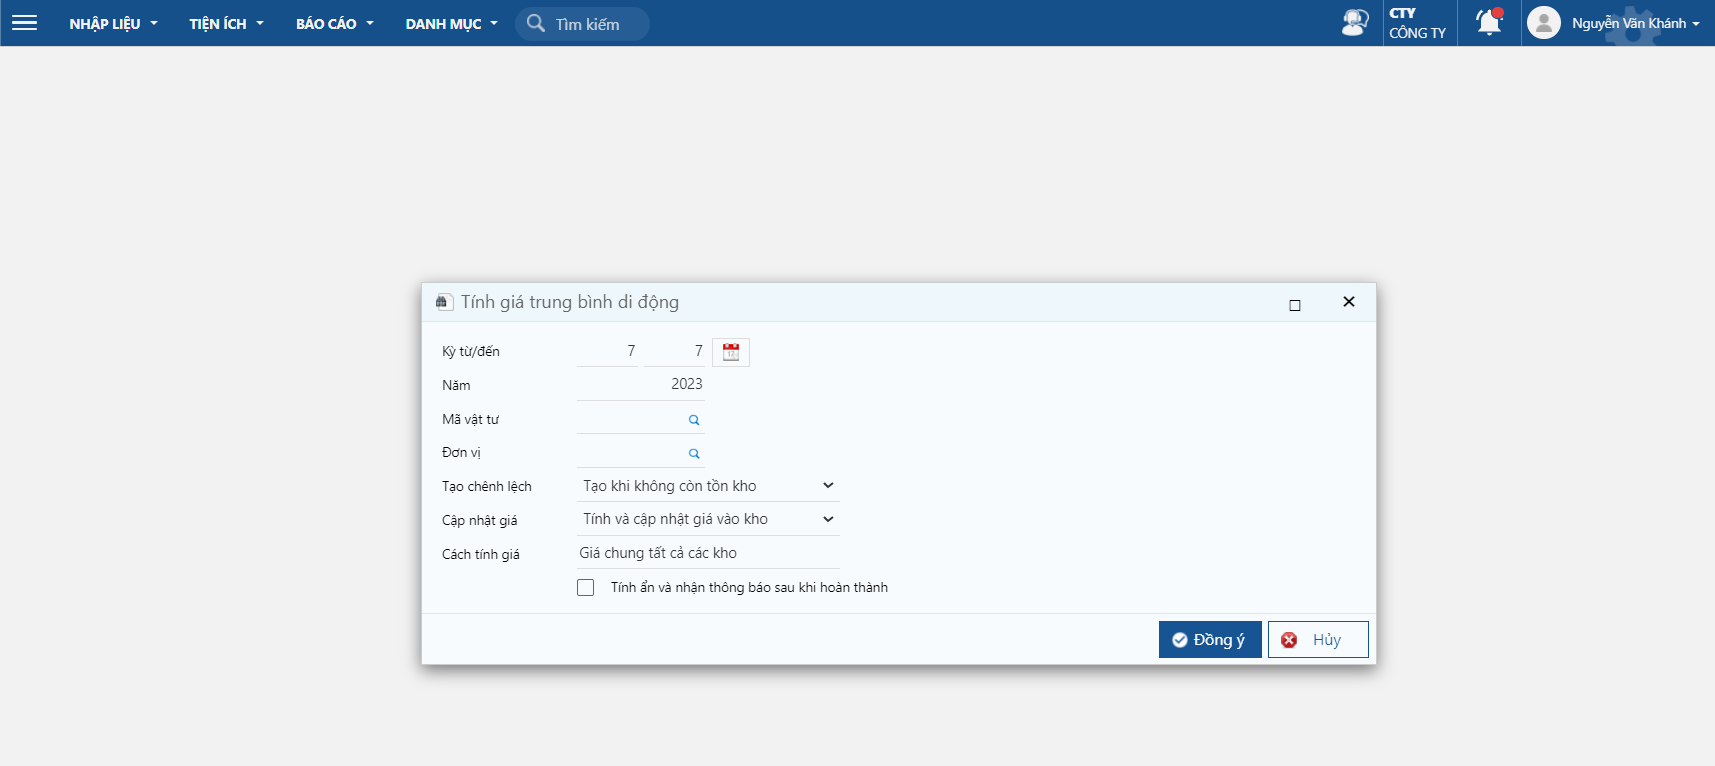 NHẬP LIỆU TIỆN ÍCH BÁO CÁO DANH MỤC Tìm kiếm CTY Nguyễn Văn Khánh
CÔNG TY
Tính giá trung bình di động
Kỳ từ/đến 7 7
Năm 2023
Mã vật tư
Đơn vị
Tạo chênh lệch Tạo khi không còn tồn kho
Cập nhật giá Tính và cập nhật giá vào kho
Cách tính giá Giá chung tất cả các kho
Tính ẩn và nhận thông báo sau khi hoàn thành
Đồng ý Hủy